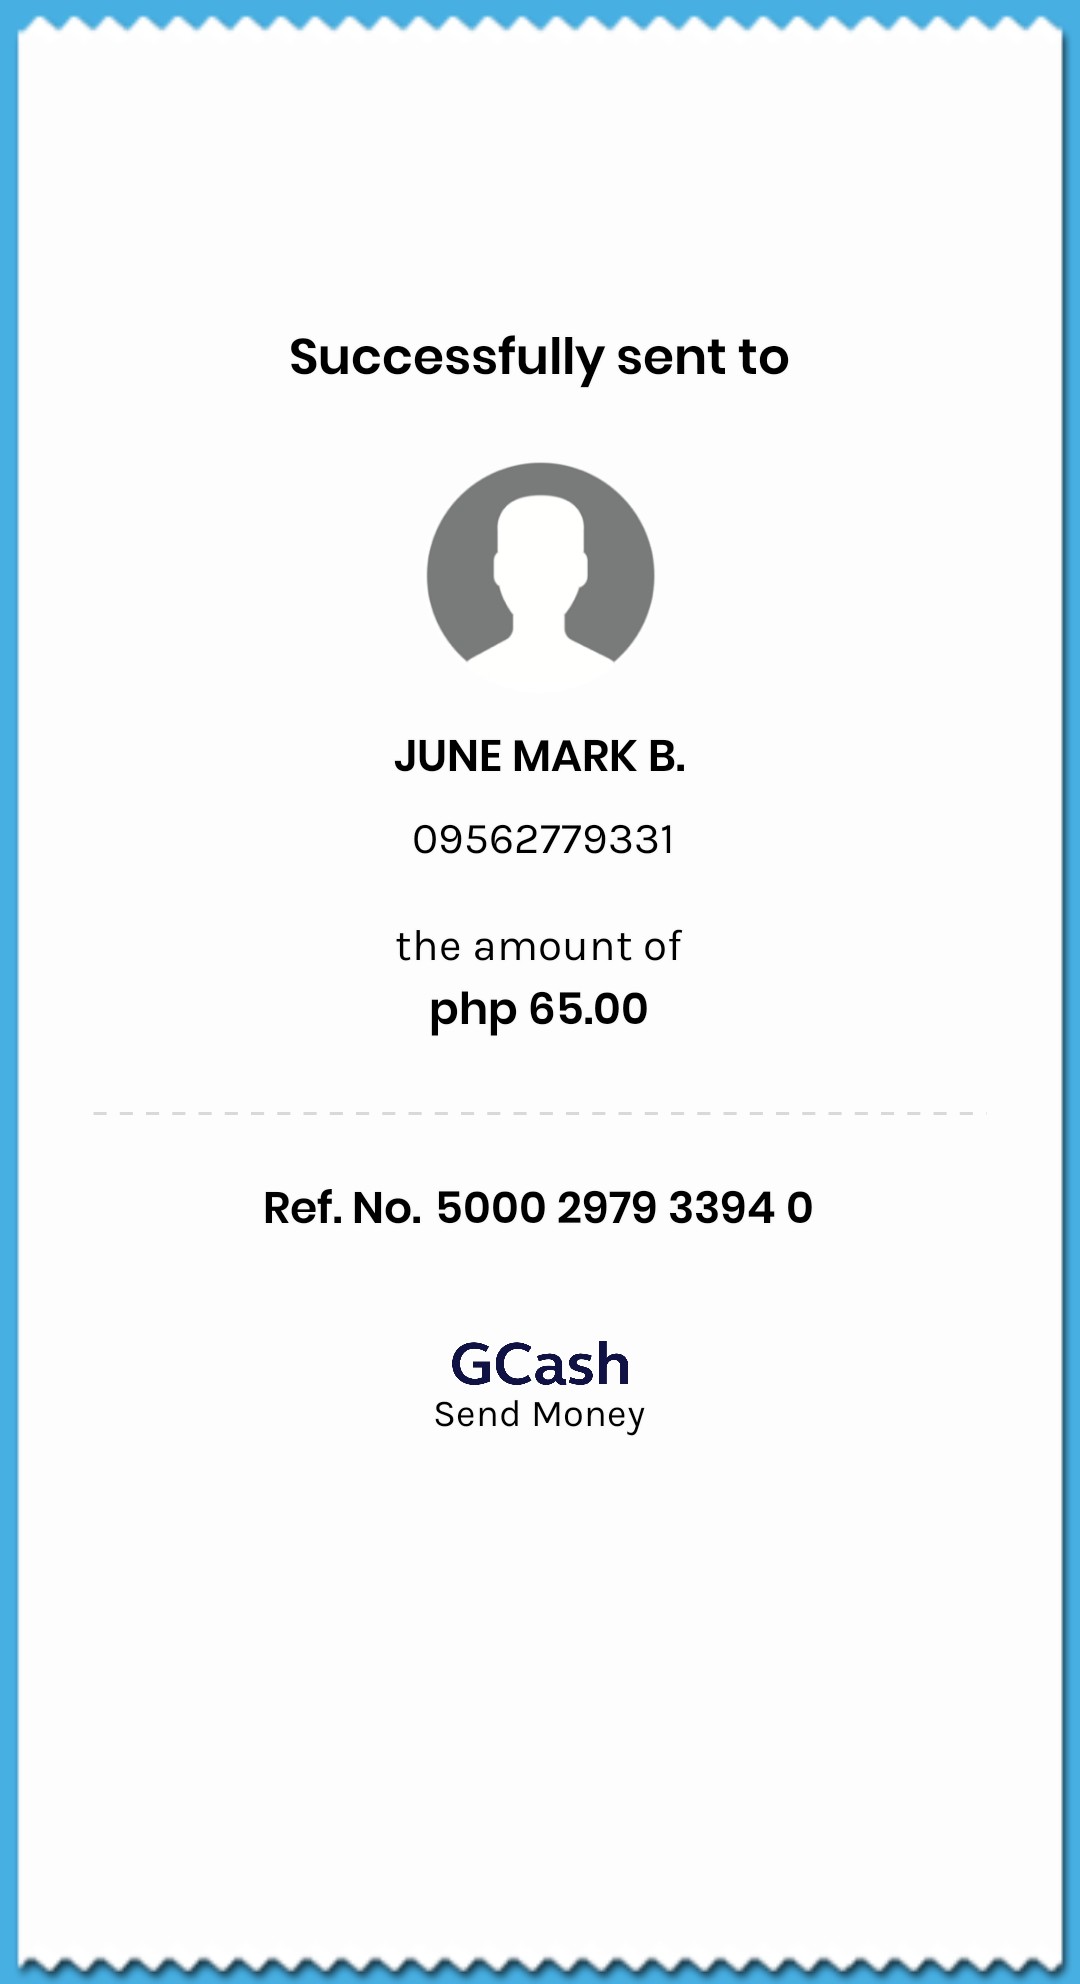 Successfully sent to
JUNE MARK B.
09562779331
the amount of
php 65.00
Ref. No. 5000 2979 3394 0
GCash
Send Money